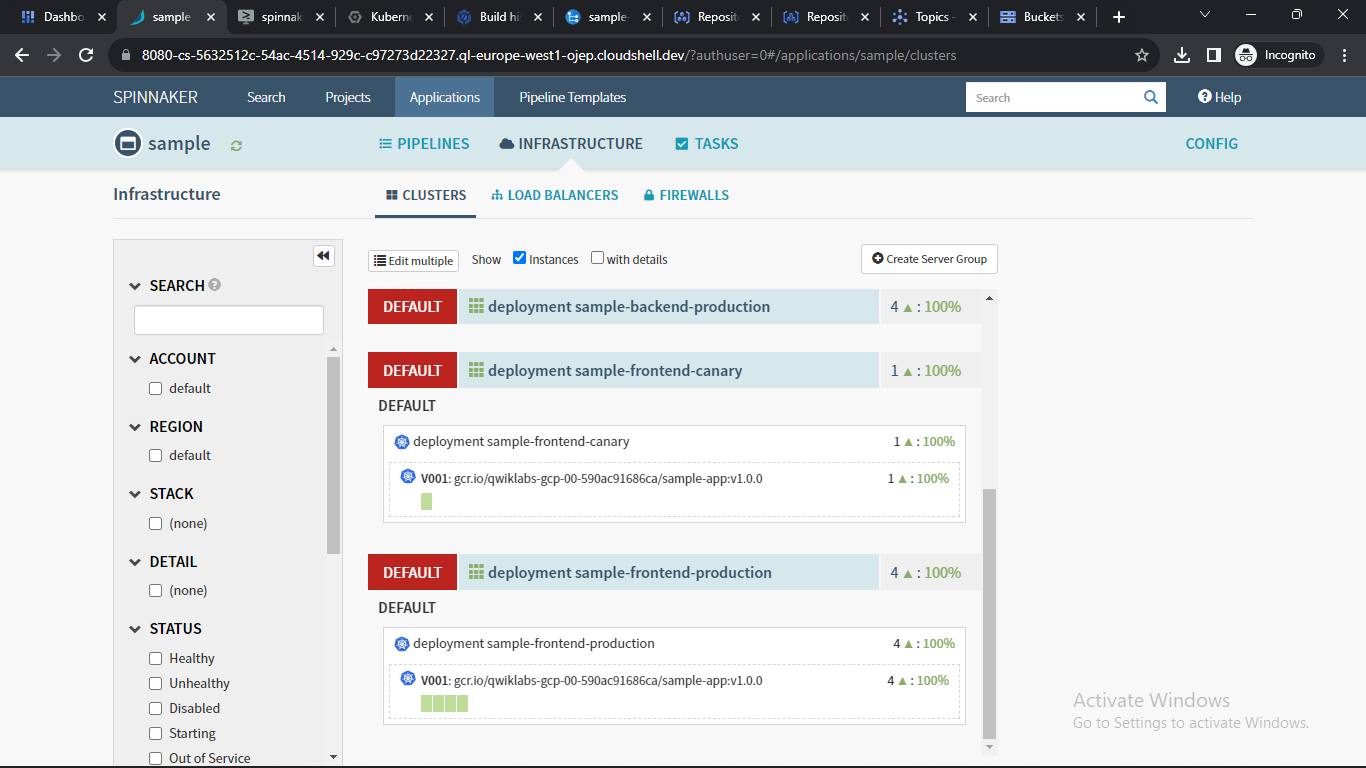 Dashbo
sample
spinnak
Kuberne
Build his
sample-
Reposito
Reposito
Topics -
Buckets
8080-cs-5632512c-54ac-4514-929c-c97273d22327.ql-europe-west1-ojep.cloudshell.dev/?authuser=0#/applications/sample/clusters
Incognito
SPINNAKER Search Projects Applications Pipeline Templates Search Help
sample PIPELINES INFRASTRUCTURE TASKS CONFIG
Infrastructure CLUSTERS LOAD BALANCERS FIREWALLS
Edit multiple Show Instances with details Create Server Group
SEARCH
ACCOUNT
default
REGION
default
STACK
(none)
DETAIL
(none)
STATUS
Healthy
Unhealthy
Disabled
Starting
Out of Service
DEFAULT deployment sample-backend-production 4 ▲ : 100%
DEFAULT deployment sample-frontend-canary 1 ▲ : 100%
DEFAULT
deployment sample-frontend-canary 1 ▲ : 100%
V001: gcr.io/qwiklabs-gcp-00-590ac91686ca/sample-app:v1.0.0 1 ▲ : 100%
DEFAULT deployment sample-frontend-production 4 ▲ : 100%
DEFAULT
deployment sample-frontend-production 4 ▲ : 100%
V001: gcr.io/qwiklabs-gcp-00-590ac91686ca/sample-app:v1.0.0 4 ▲ : 100%
Activate Windows
Go to Settings to activate Windows.